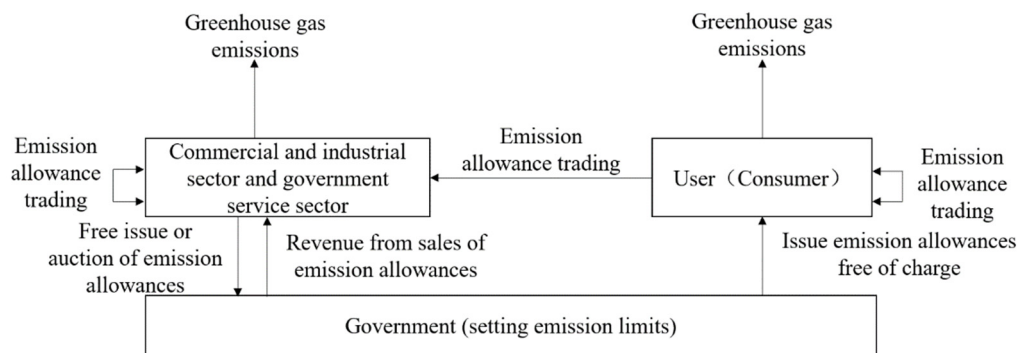 Greenhouse gas
emissions
Greenhouse gas
emissions
Emission
allowance
trading
Commercial and industrial
sector and government
service sector
Emission
allowance trading
User（Consumer）
Emission
allowance
trading
Free issue or
auction of emission
allowances
Revenue from sales of
emission allowances
Issue emission allowances
free of charge
Government (setting emission limits)